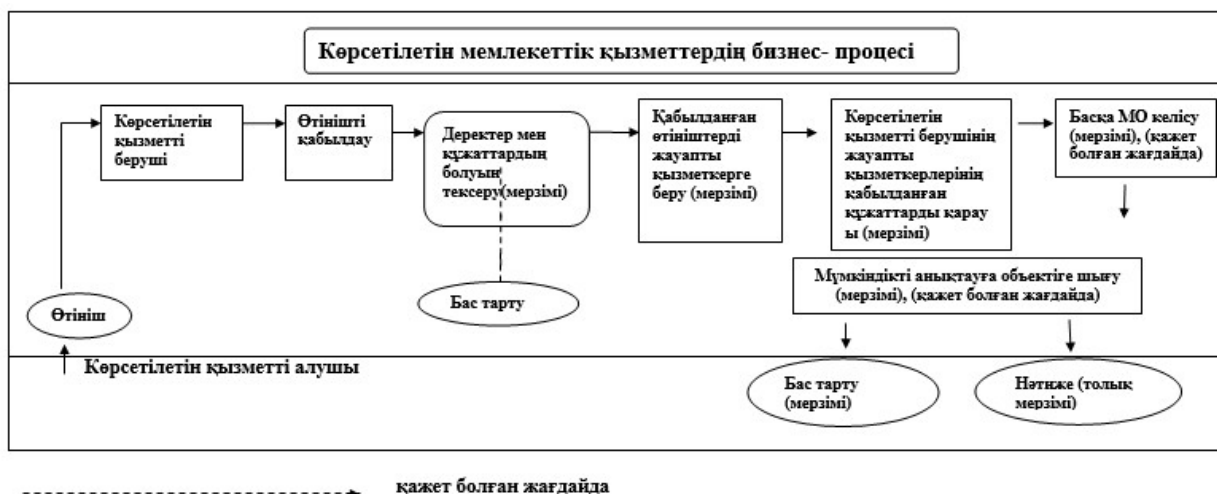 Көрсетілетін мемлекеттік қызметтердің бизнес- процесі
Көрсетілетін
қызметті
беруші
Өтінішті
қабылдау
Деректер мен
құжаттардың
болуын
тексеру(мерзімі)
Қабылданған
өтініштерді
жауапты
қызметкерге
беру (мерзімі)
Көрсетілетін
қызметті берушінің
жауапты
қызметкерлерінің
қабылданған
құжаттарды қарау
ы (мерзімі)
Басқа МО келісу
(мерзімі), (қажет
болған жағдайда)
Мүмкіндікті анықтауға объектіге шығу
(мерзімі), (қажет болған жағдайда)
Бас тарту
Өтініш
Көрсетілетін қызметті алушы
Бас тарту
(мерзімі)
Нәтиже (толық
мерзімі)
қажет болған жағдайда